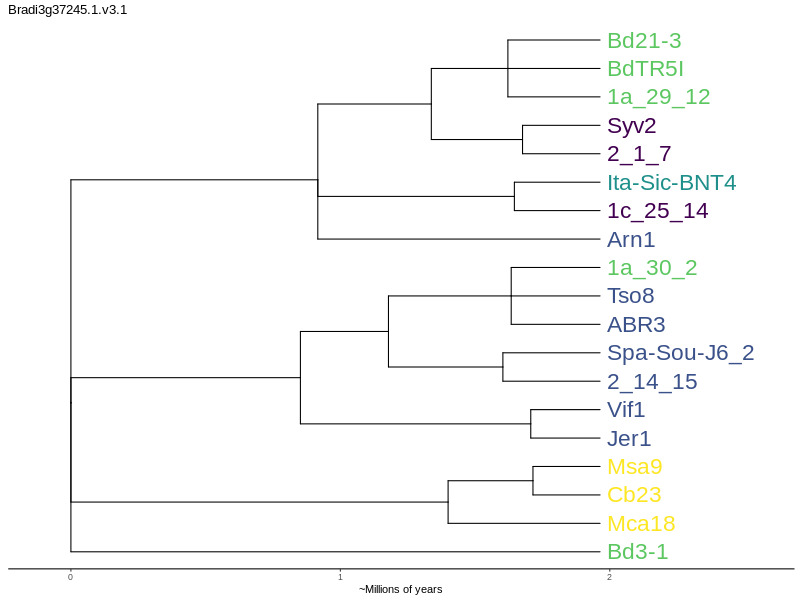 Bradi3g37245.1.v3.1
Bd21-3
BdTR5I
1a_29_12
Syv2
2_1_7
Ita-Sic-BNT4
1c_25_14
Arn1
1a_30_2
Tso8
ABR3
Spa-Sou-J6_2
2_14_15
Vif1
Jer1
Msa9
Cb23
Mca18
Bd3-1
0 1 2
~Millions of years